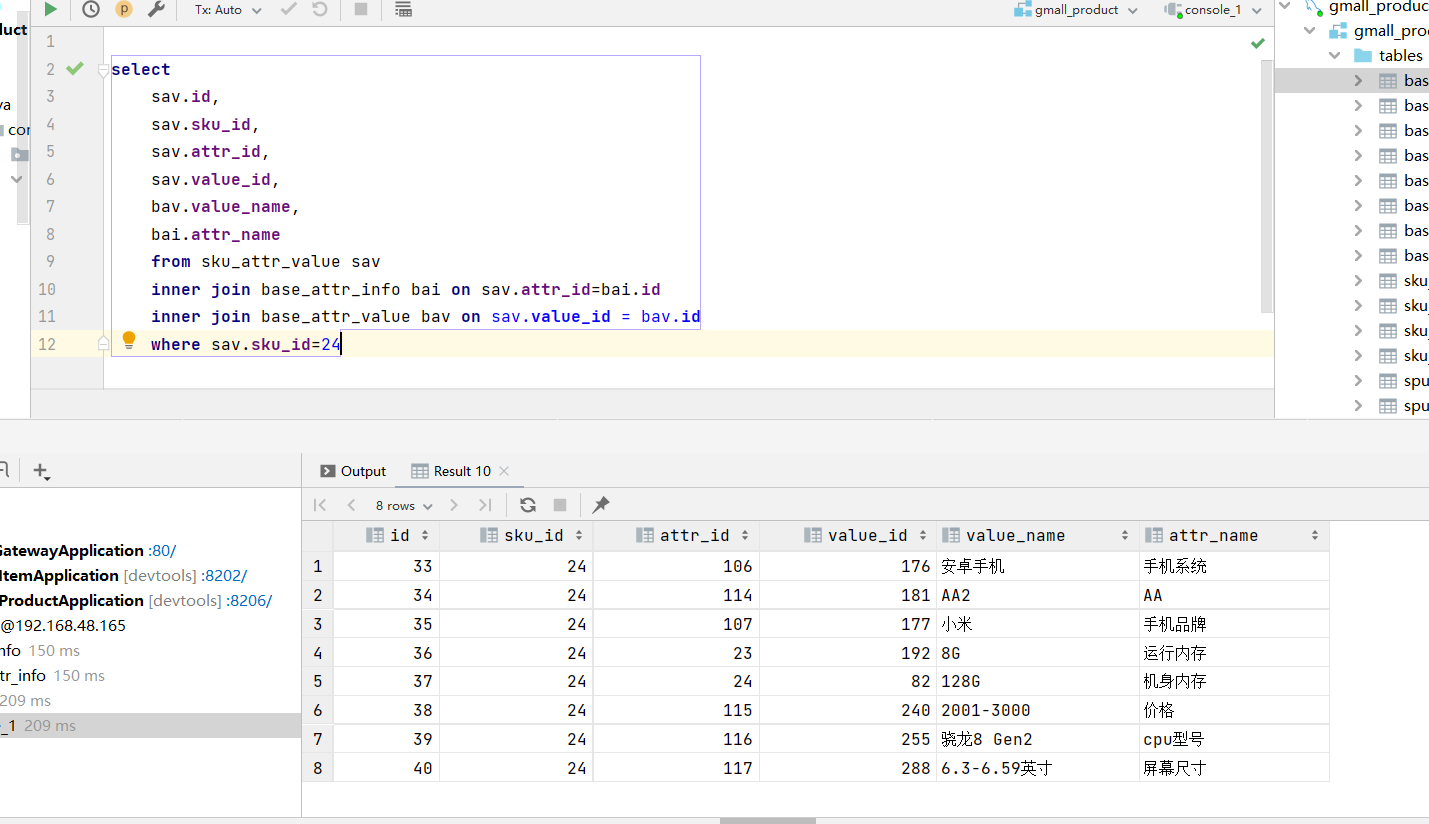 Tx: Auto
gmall_product
console_1
1
2 select
3 sav.id,
4 sav.sku_id,
5 sav.attr_id,
6 sav.value_id,
7 bav.value_name,
8 bai.attr_name
9 from sku_attr_value sav
10 inner join base_attr_info bai on sav.attr_id=bai.id
11 inner join base_attr_value bav on sav.value_id = bav.id
12 where sav.sku_id=24
gmall_produc
gmall_pro
tables
bas
bas
bas
bas
bas
bas
bas
bas
sku_
sku_
sku_
sku_
spu
spu
uct
va
cor
GatewayApplication :80/
ItemApplication [devtools] :8202/
ProductApplication [devtools] :8206/
@192.168.48.165
nfo 150 ms
tr_info 150 ms
209 ms
_1 209 ms
Output
Result 10
8 rows
id sku_id attr_id value_id value_name attr_name
1 33 24 106 176 安卓手机 手机系统
2 34 24 114 181 AA2 AA
3 35 24 107 177 小米 手机品牌
4 36 24 23 192 8G 运行内存
5 37 24 24 82 128G 机身内存
6 38 24 115 240 2001-3000 价格
7 39 24 116 255 骁龙8 Gen2 cpu型号
8 40 24 117 288 6.3-6.59英寸 屏幕尺寸